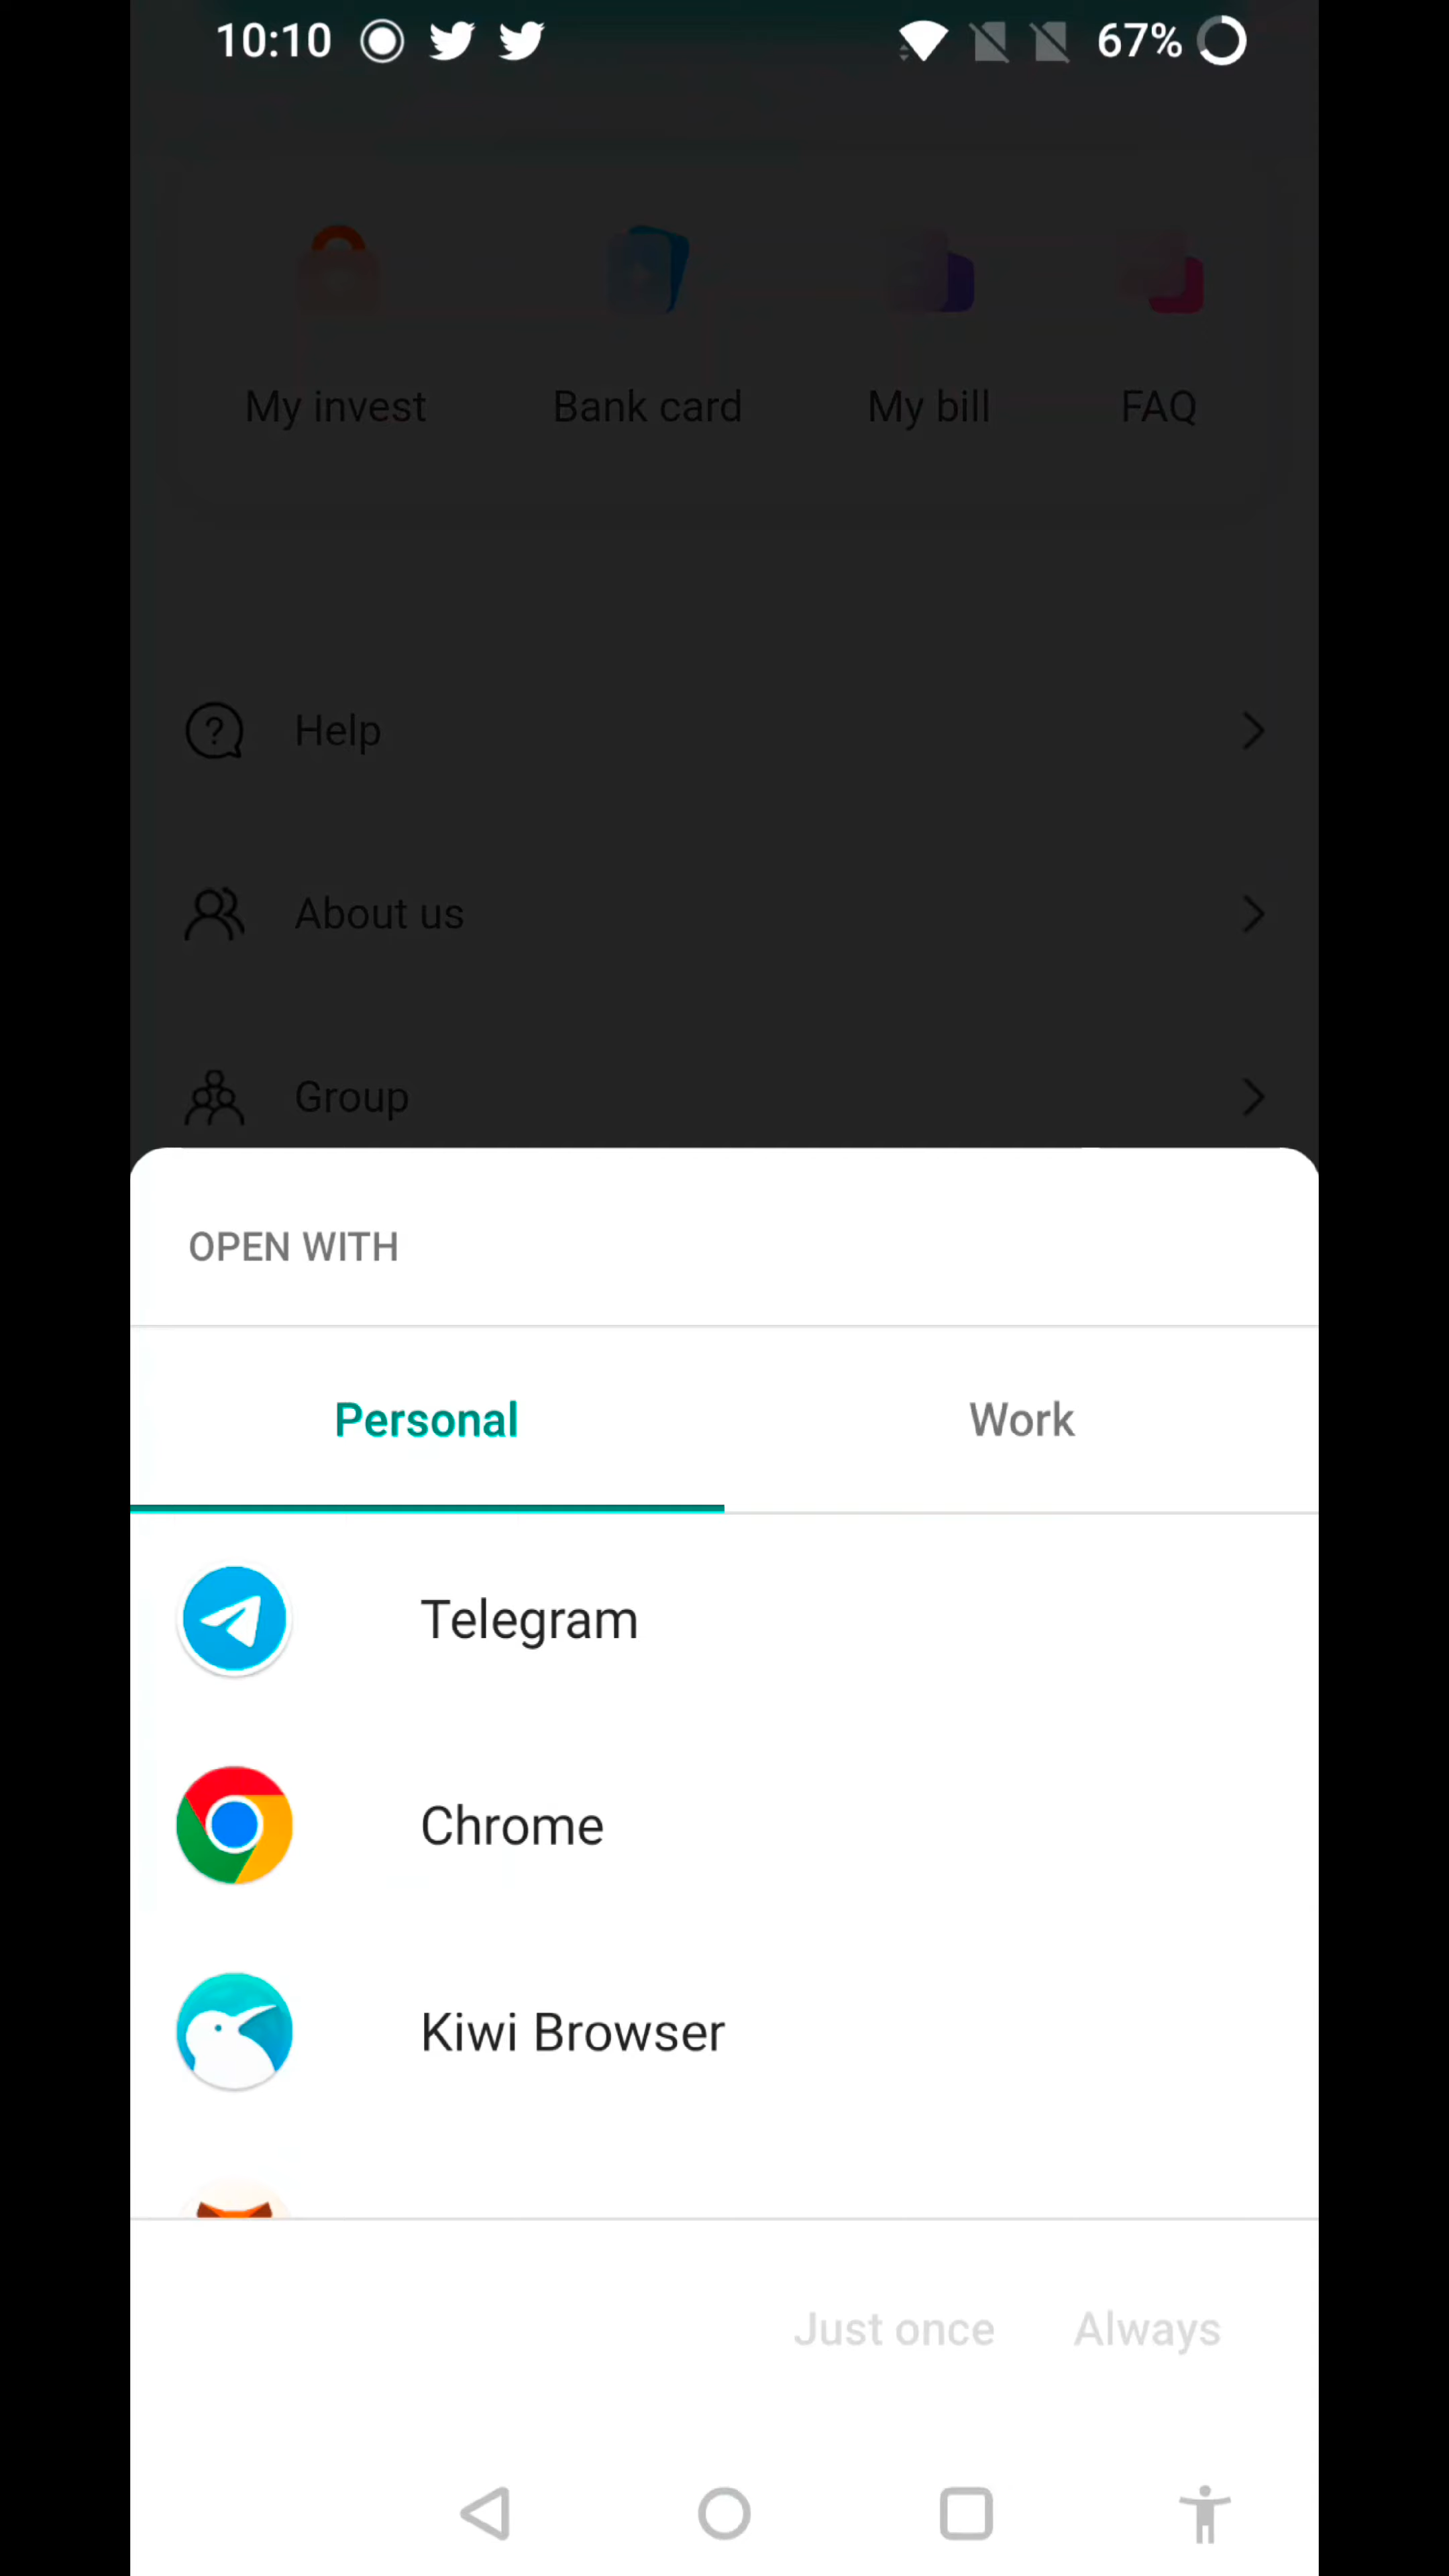 10:10 67%
My invest Bank card My bill FAQ
Help
About us
Group
OPEN WITH
Personal Work
Telegram
Chrome
Kiwi Browser
Just once Always